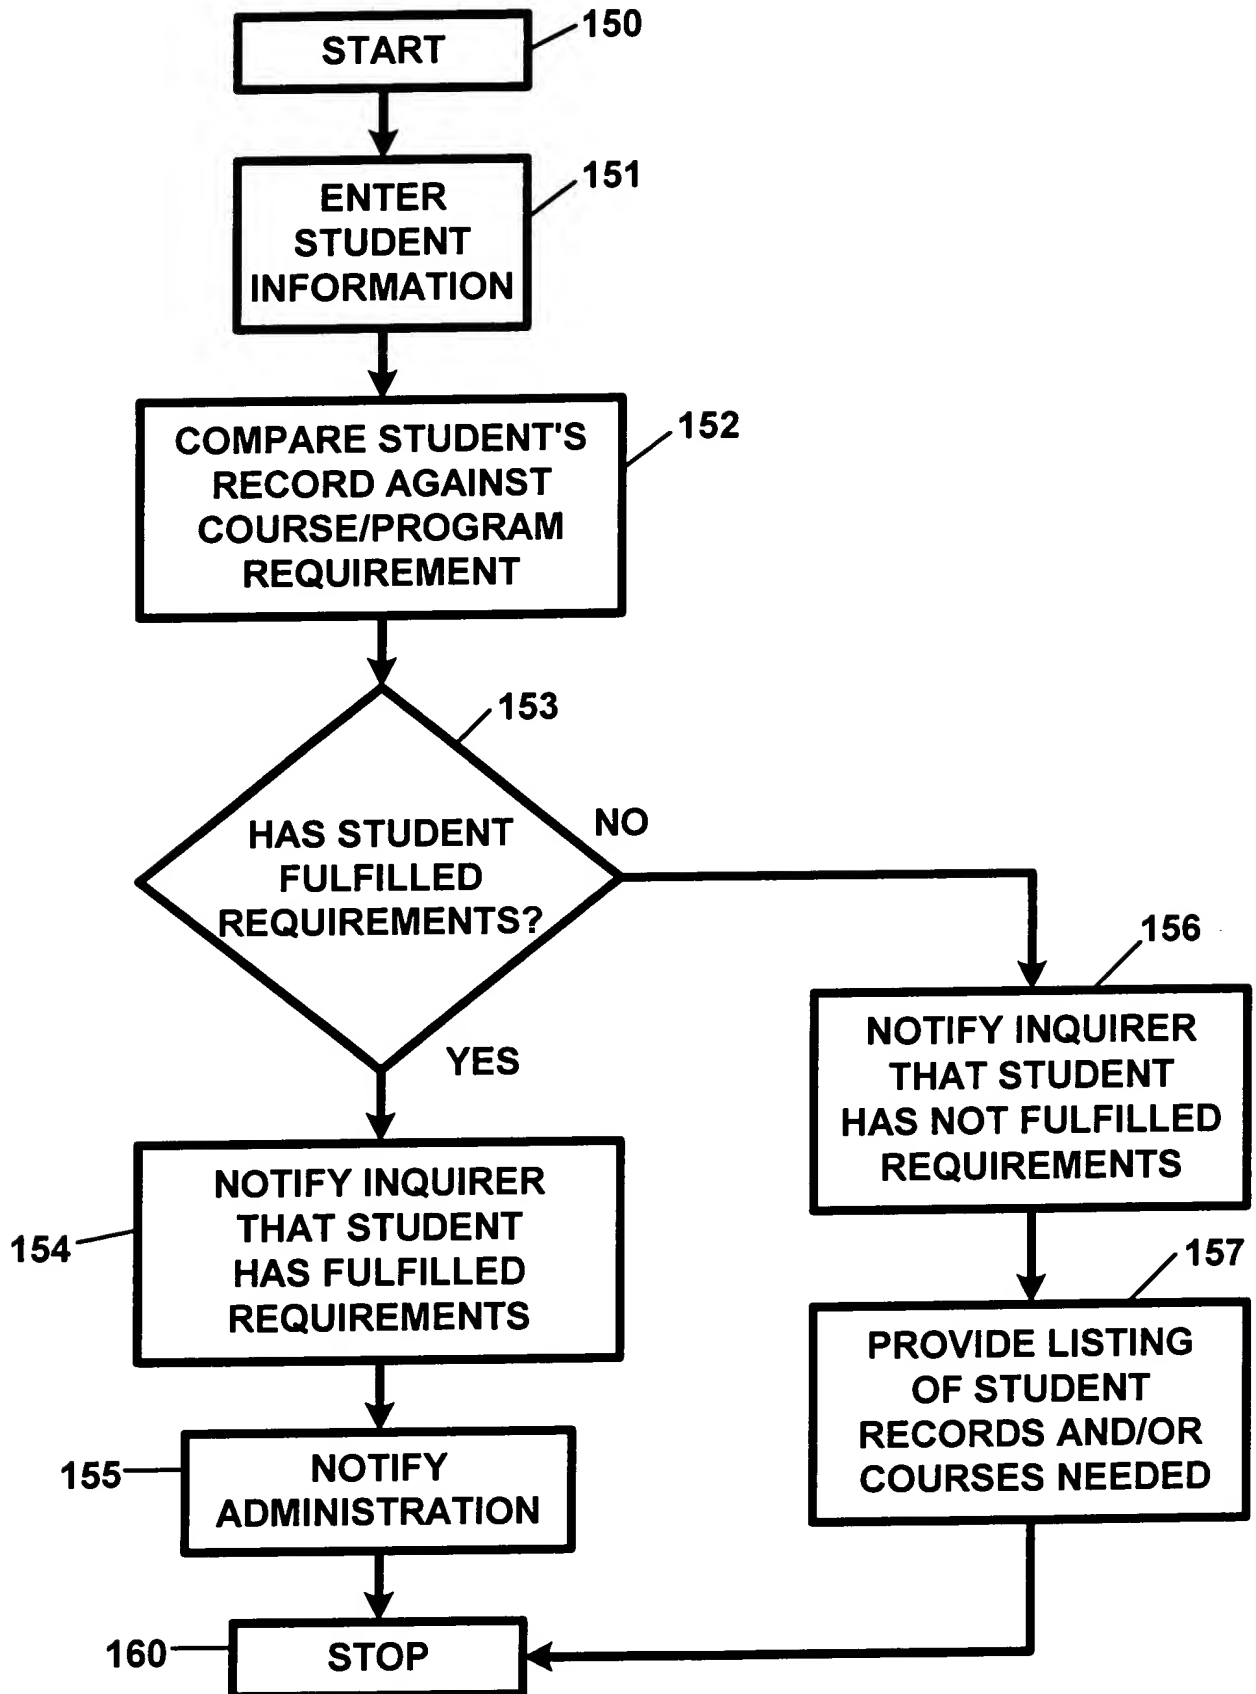 START
150
ENTER
STUDENT
INFORMATION
151
COMPARE STUDENT'S
RECORD AGAINST
COURSE/PROGRAM
REQUIREMENT
152
153
HAS STUDENT
FULFILLED
REQUIREMENTS?
NO
YES
154
NOTIFY INQUIRER
THAT STUDENT
HAS FULFILLED
REQUIREMENTS
156
NOTIFY INQUIRER
THAT STUDENT
HAS NOT FULFILLED
REQUIREMENTS
157
PROVIDE LISTING
OF STUDENT
RECORDS AND/OR
COURSES NEEDED
155
NOTIFY
ADMINISTRATION
160
STOP